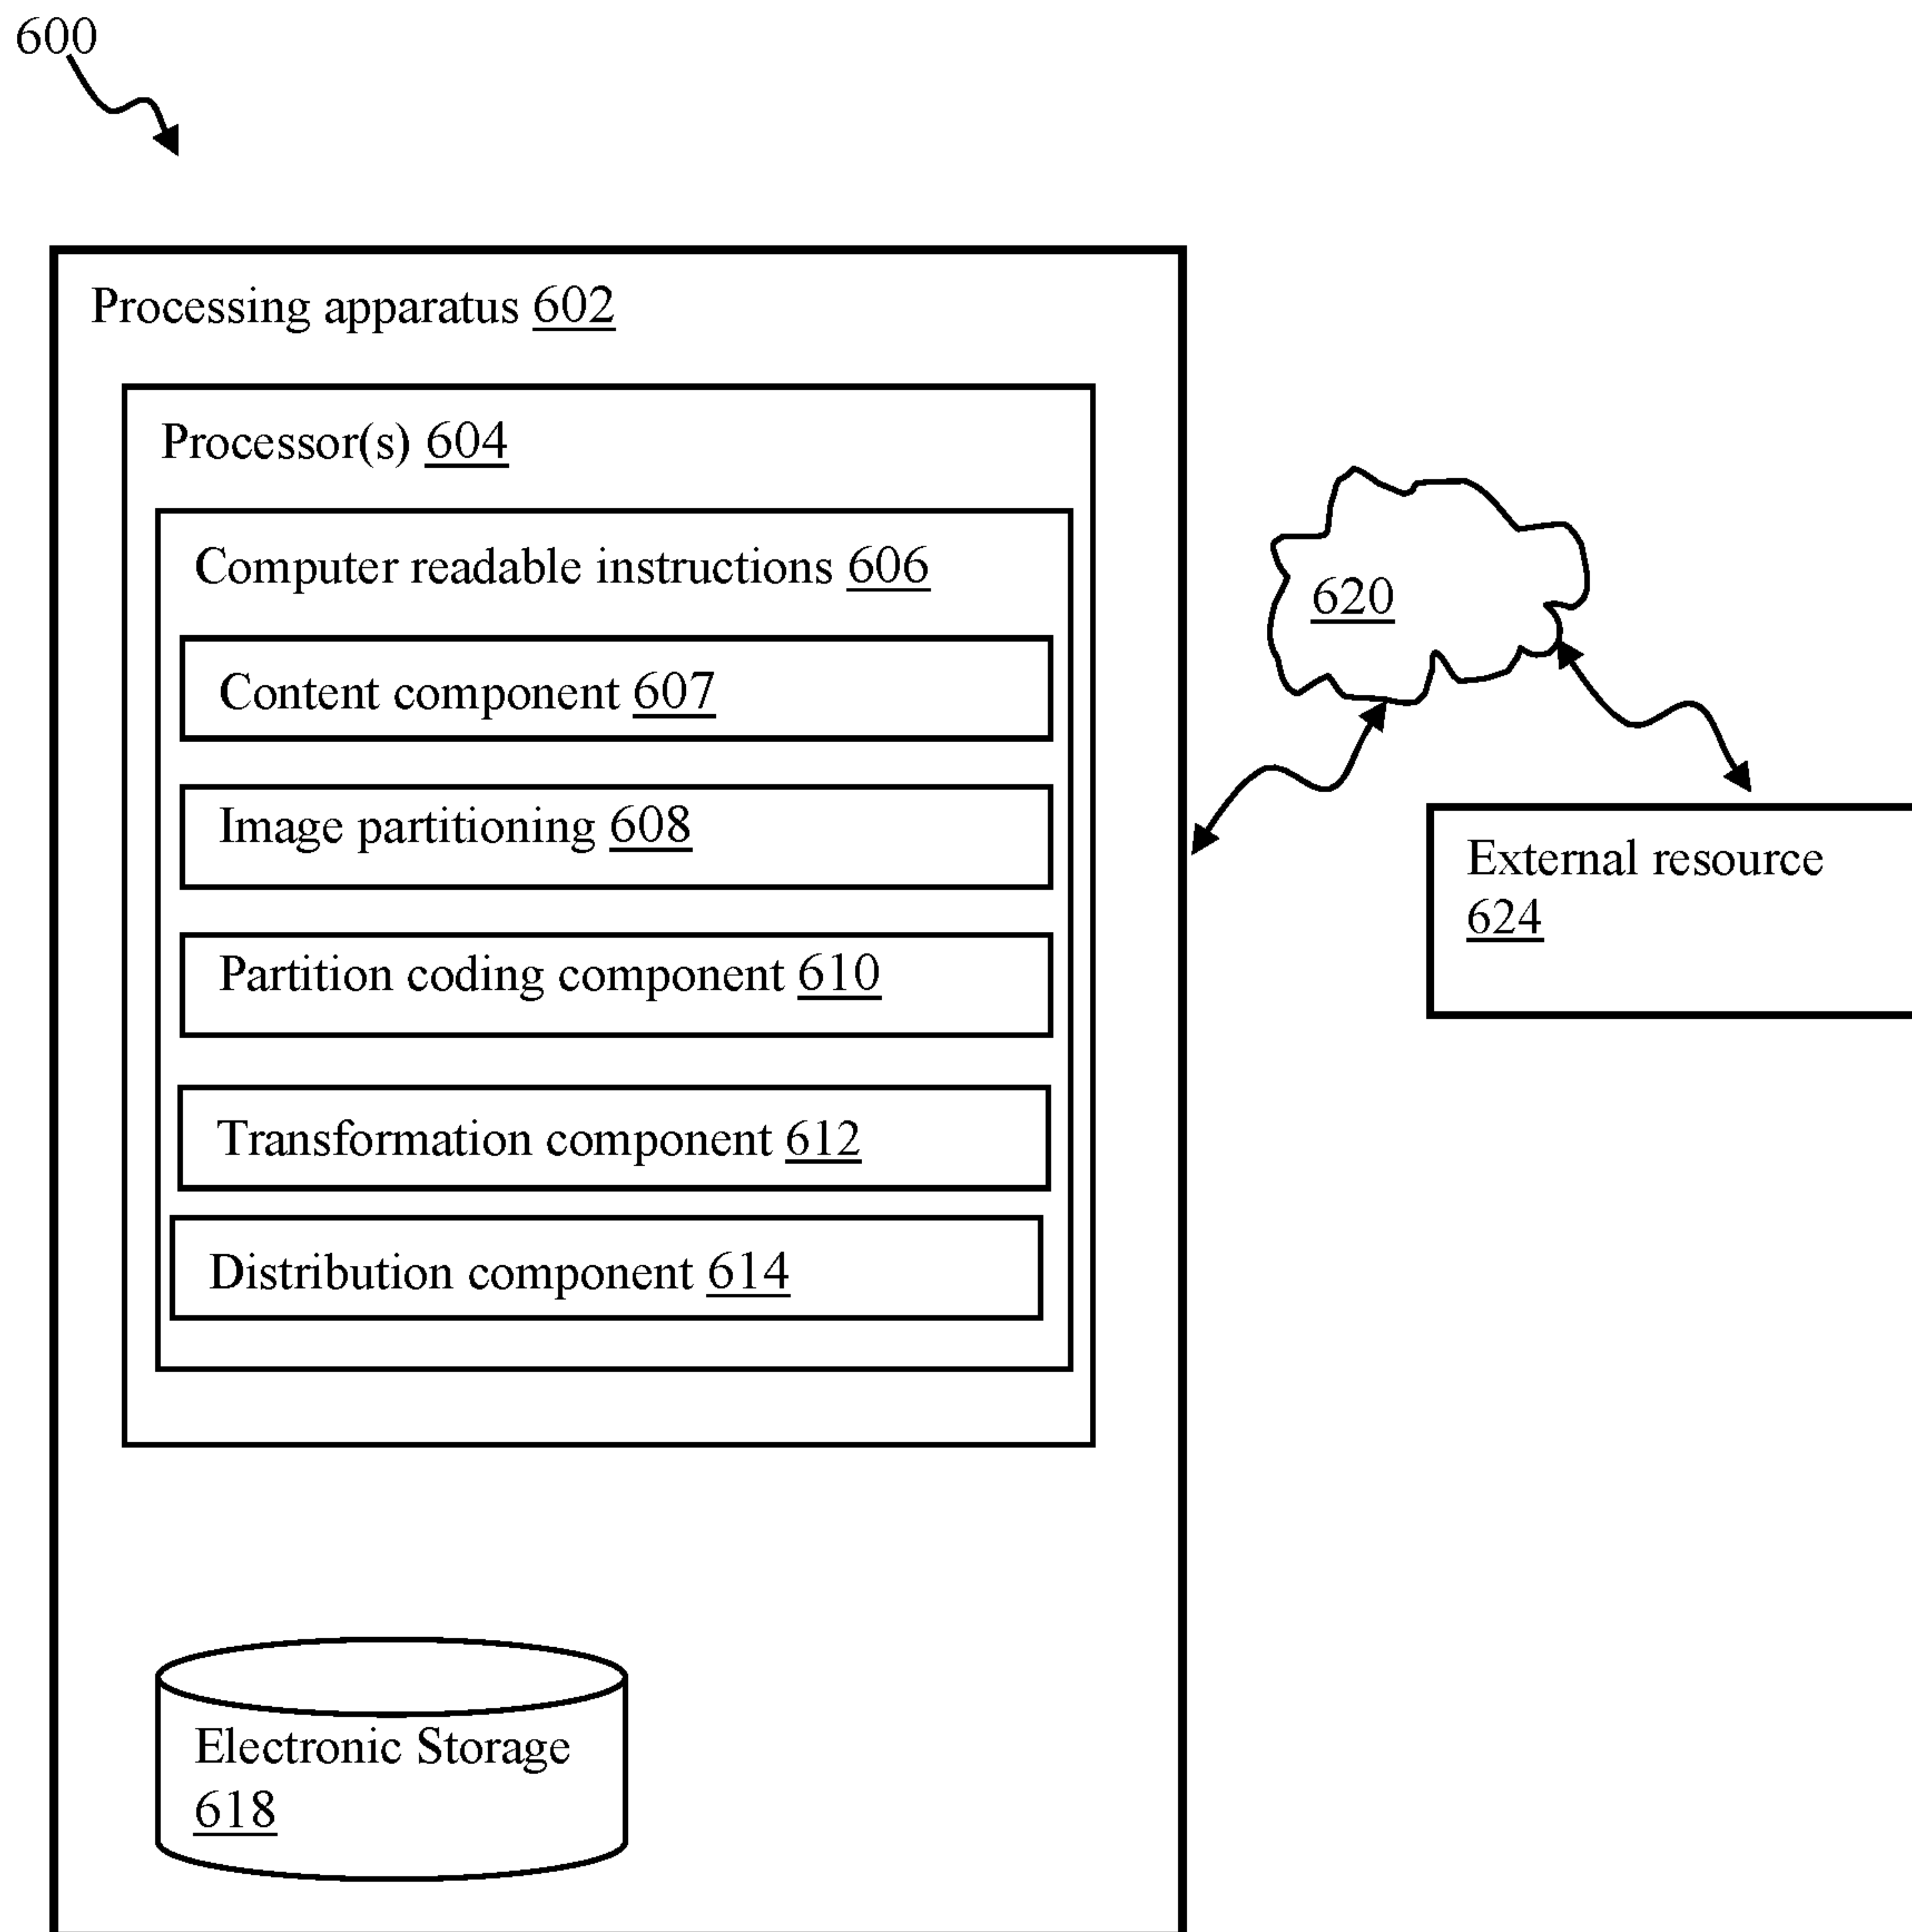 600
Processing apparatus 602
Processor(s) 604
Computer readable instructions 606
Content component 607
Image partitioning 608
Partition coding component 610
Transformation component 612
Distribution component 614
Electronic Storage
618
620
External resource
624